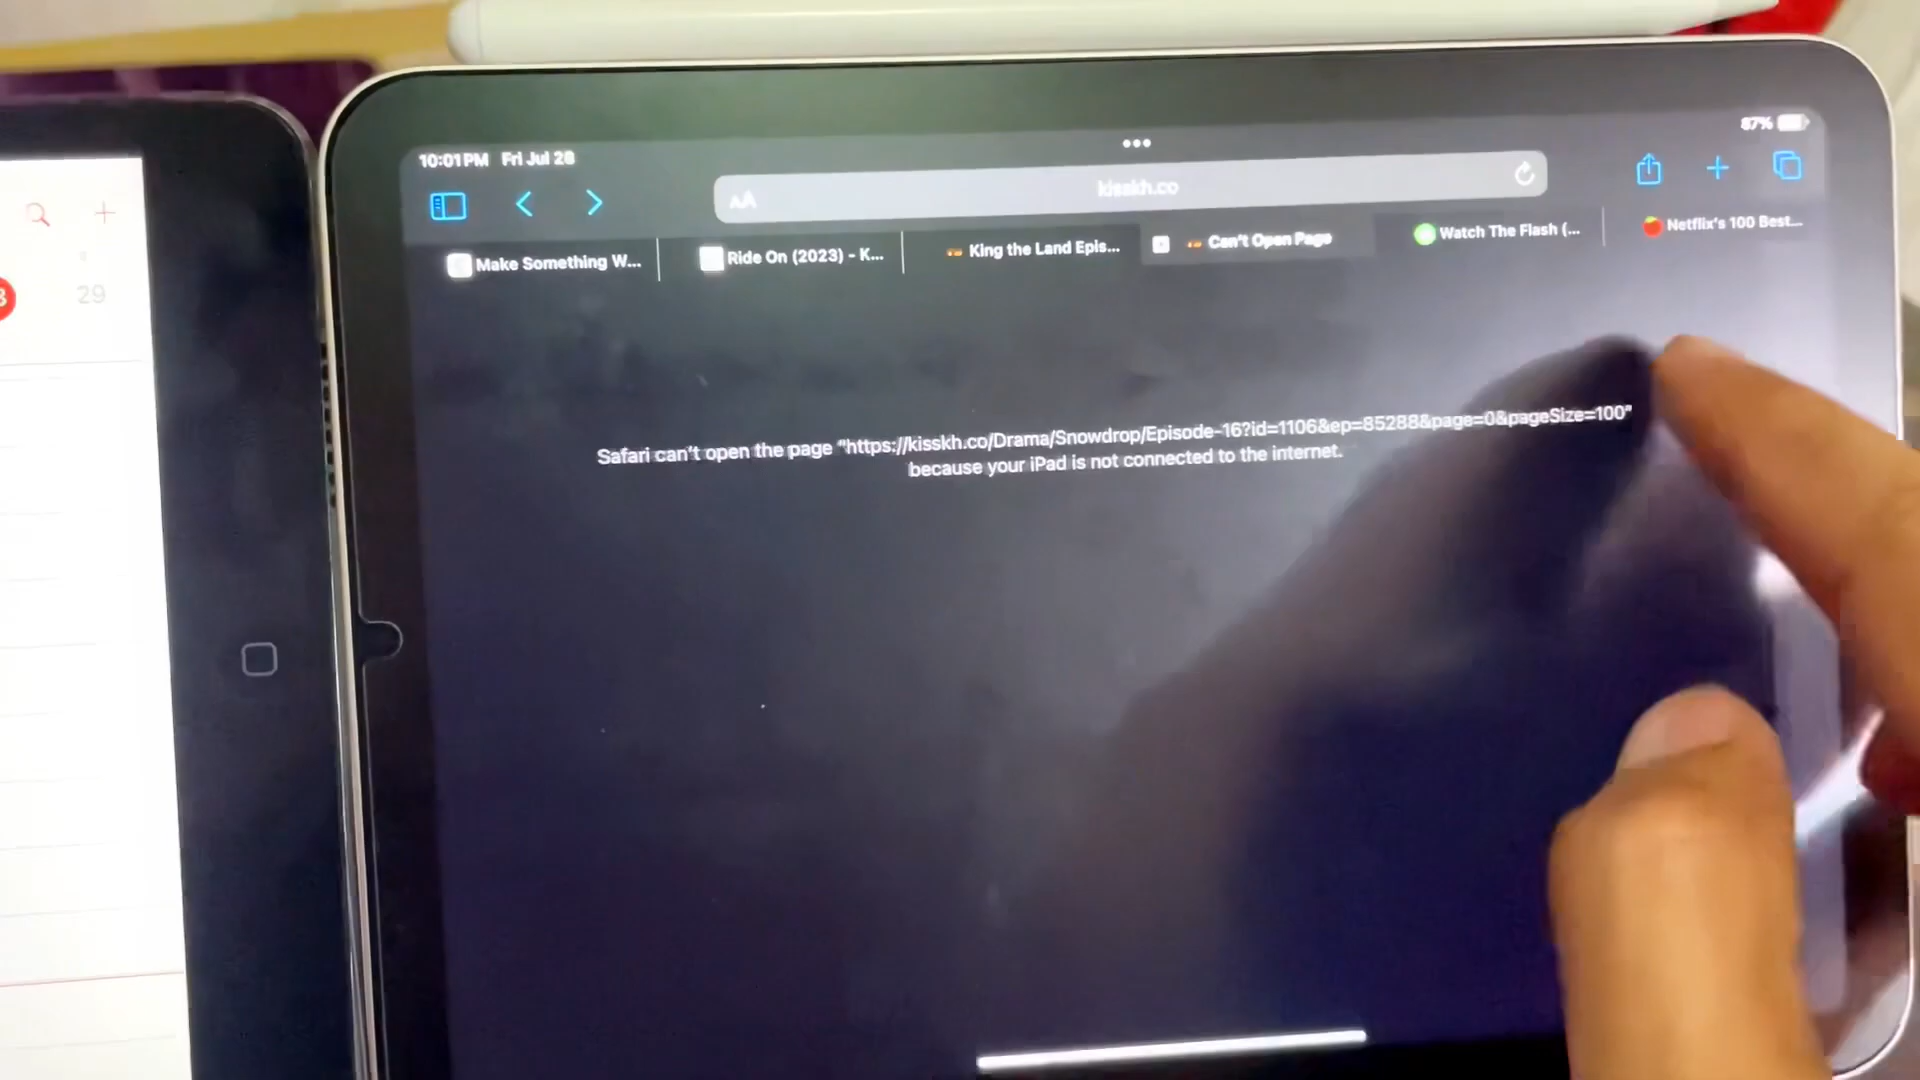 10:01PM Fri Jul 28
87%
AA
kisskh.co
Make Something W...
Ride On (2023) - K...
King the Land Epis...
Can't Open Page
Watch The Flash (...
Netflix's 100 Best...
29
Safari can't open the page "https://kisskh.co/Drama/Snowdrop/Episode-16?id=1106&ep=85288&page=0&pageSize=100"
because your iPad is not connected to the internet.